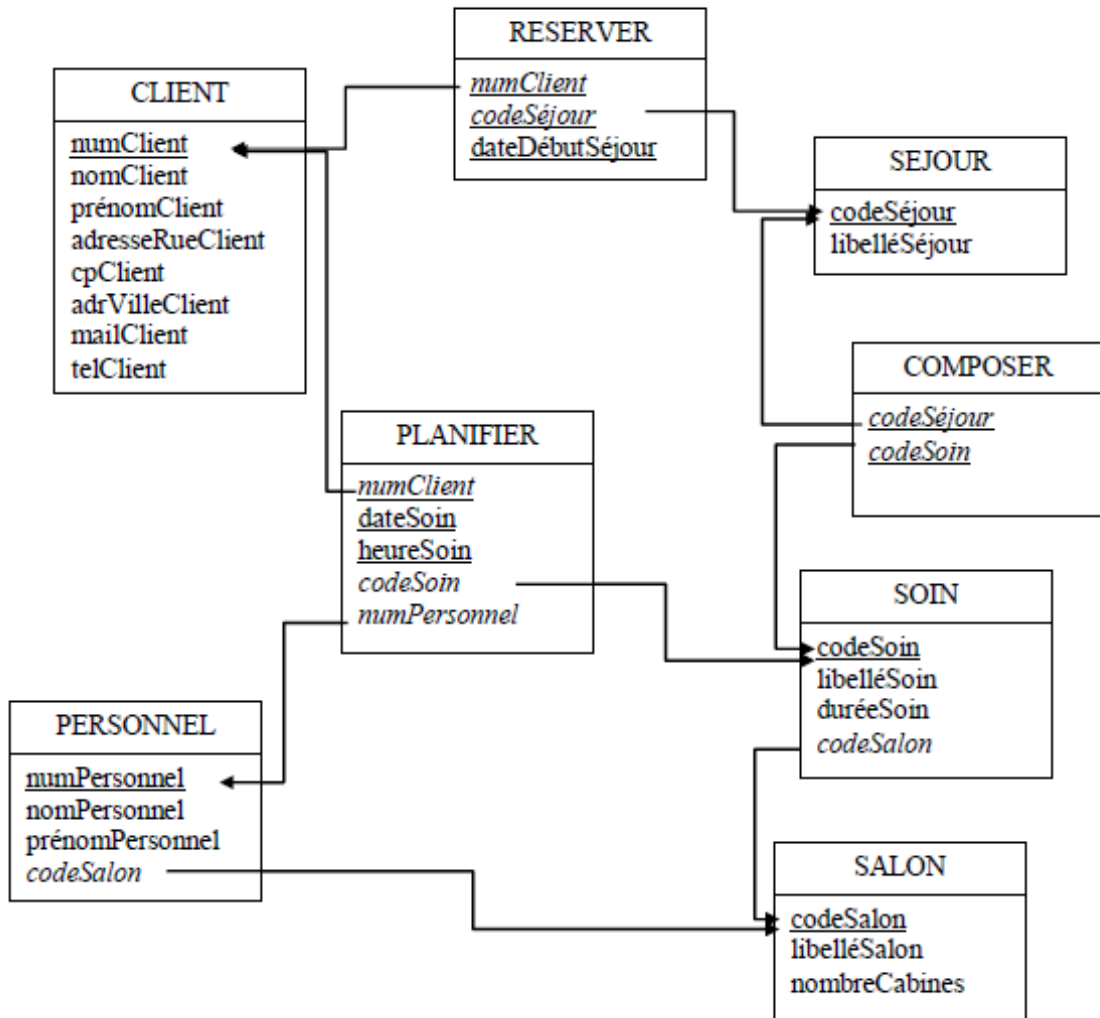 RESERVER
numClient
codeSéjour
dateDébutSéjour
CLIENT
numClient
nomClient
prénomClient
adresseRueClient
cpClient
adrVilleClient
mailClient
telClient
SEJOUR
codeSéjour
libelléSéjour
COMPOSER
codeSéjour
codeSoin
PLANIFIER
numClient
dateSoin
heureSoin
codeSoin
numPersonnel
SOIN
codeSoin
libelléSoin
duréeSoin
codeSalon
PERSONNEL
numPersonnel
nomPersonnel
prénomPersonnel
codeSalon
SALON
codeSalon
libelléSalon
nombreCabines